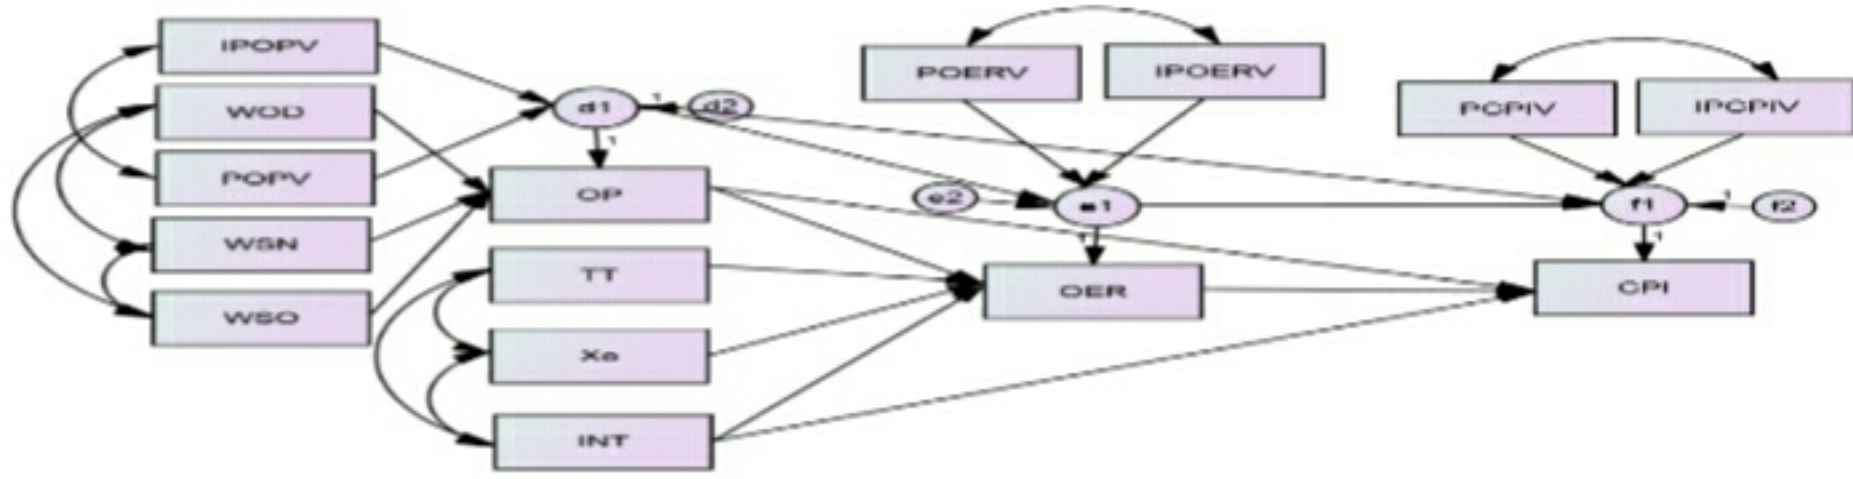 IPOPV
WOD
POPV
WSN
WSO
d1
1
d2
1
OP
TT
Xo
INT
POERV
IPOERV
e2
e1
1
OER
PCPIV
IPCPIV
f1
1
f2
1
CPI